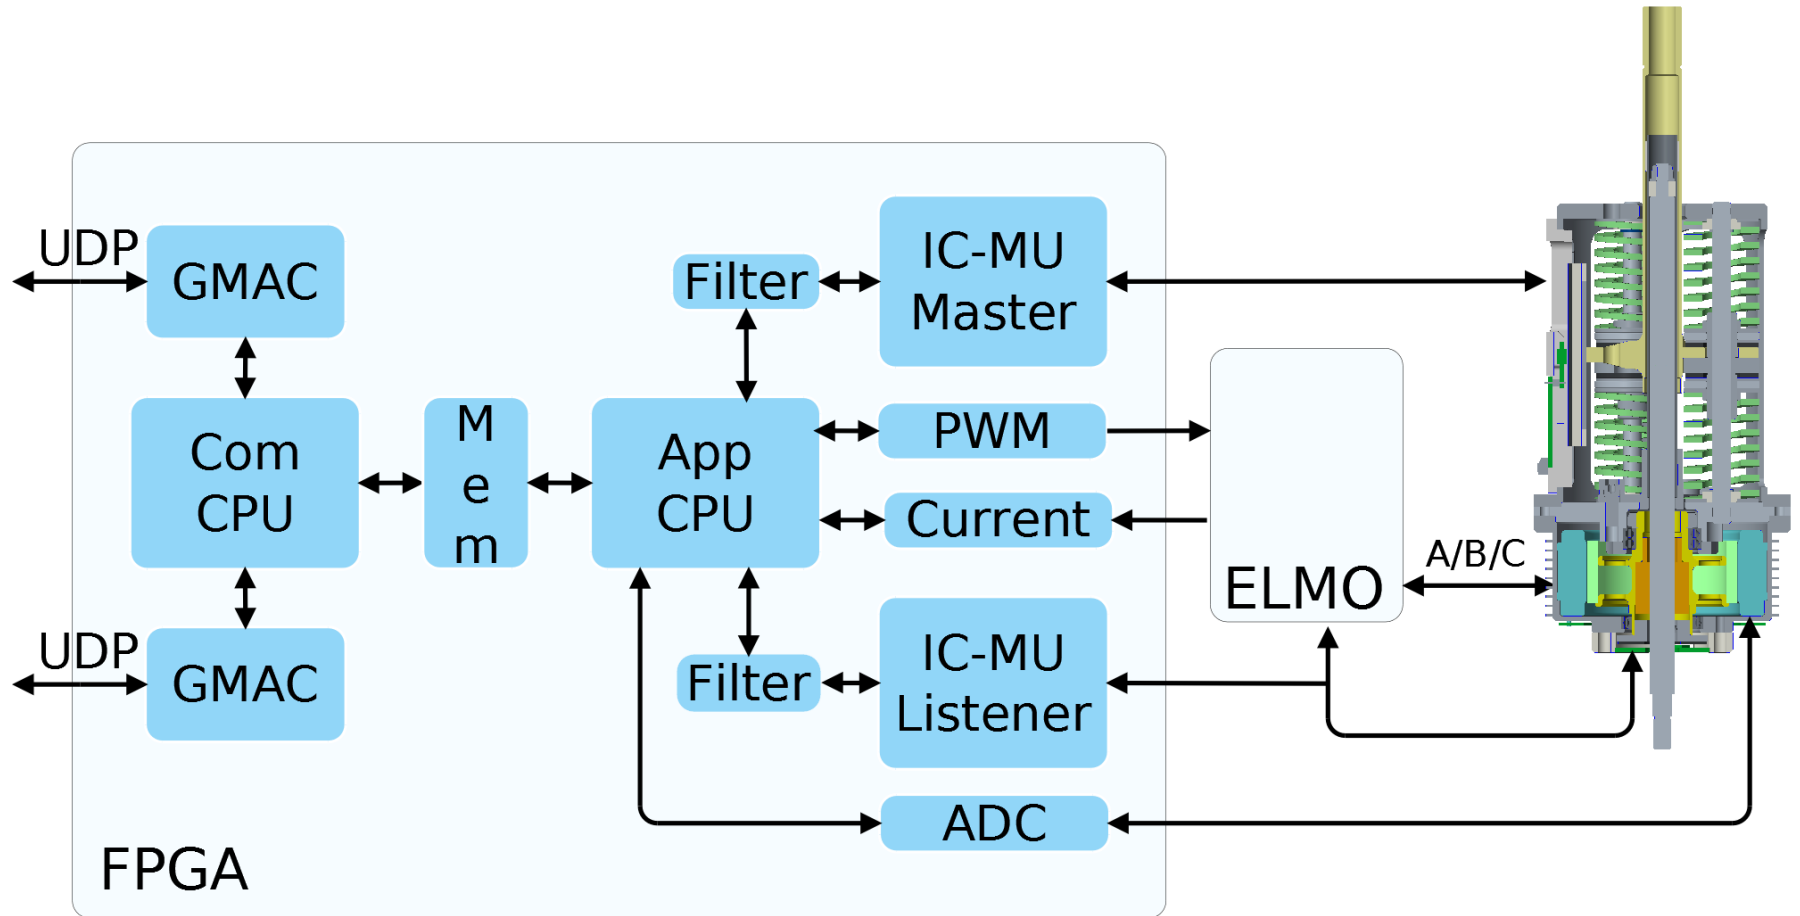 UDP
GMAC
Com
CPU
UDP
GMAC
M
e
m
App
CPU
Filter
IC-MU
Master
PWM
Current
Filter
IC-MU
Listener
ADC
ELMO
A/B/C
FPGA